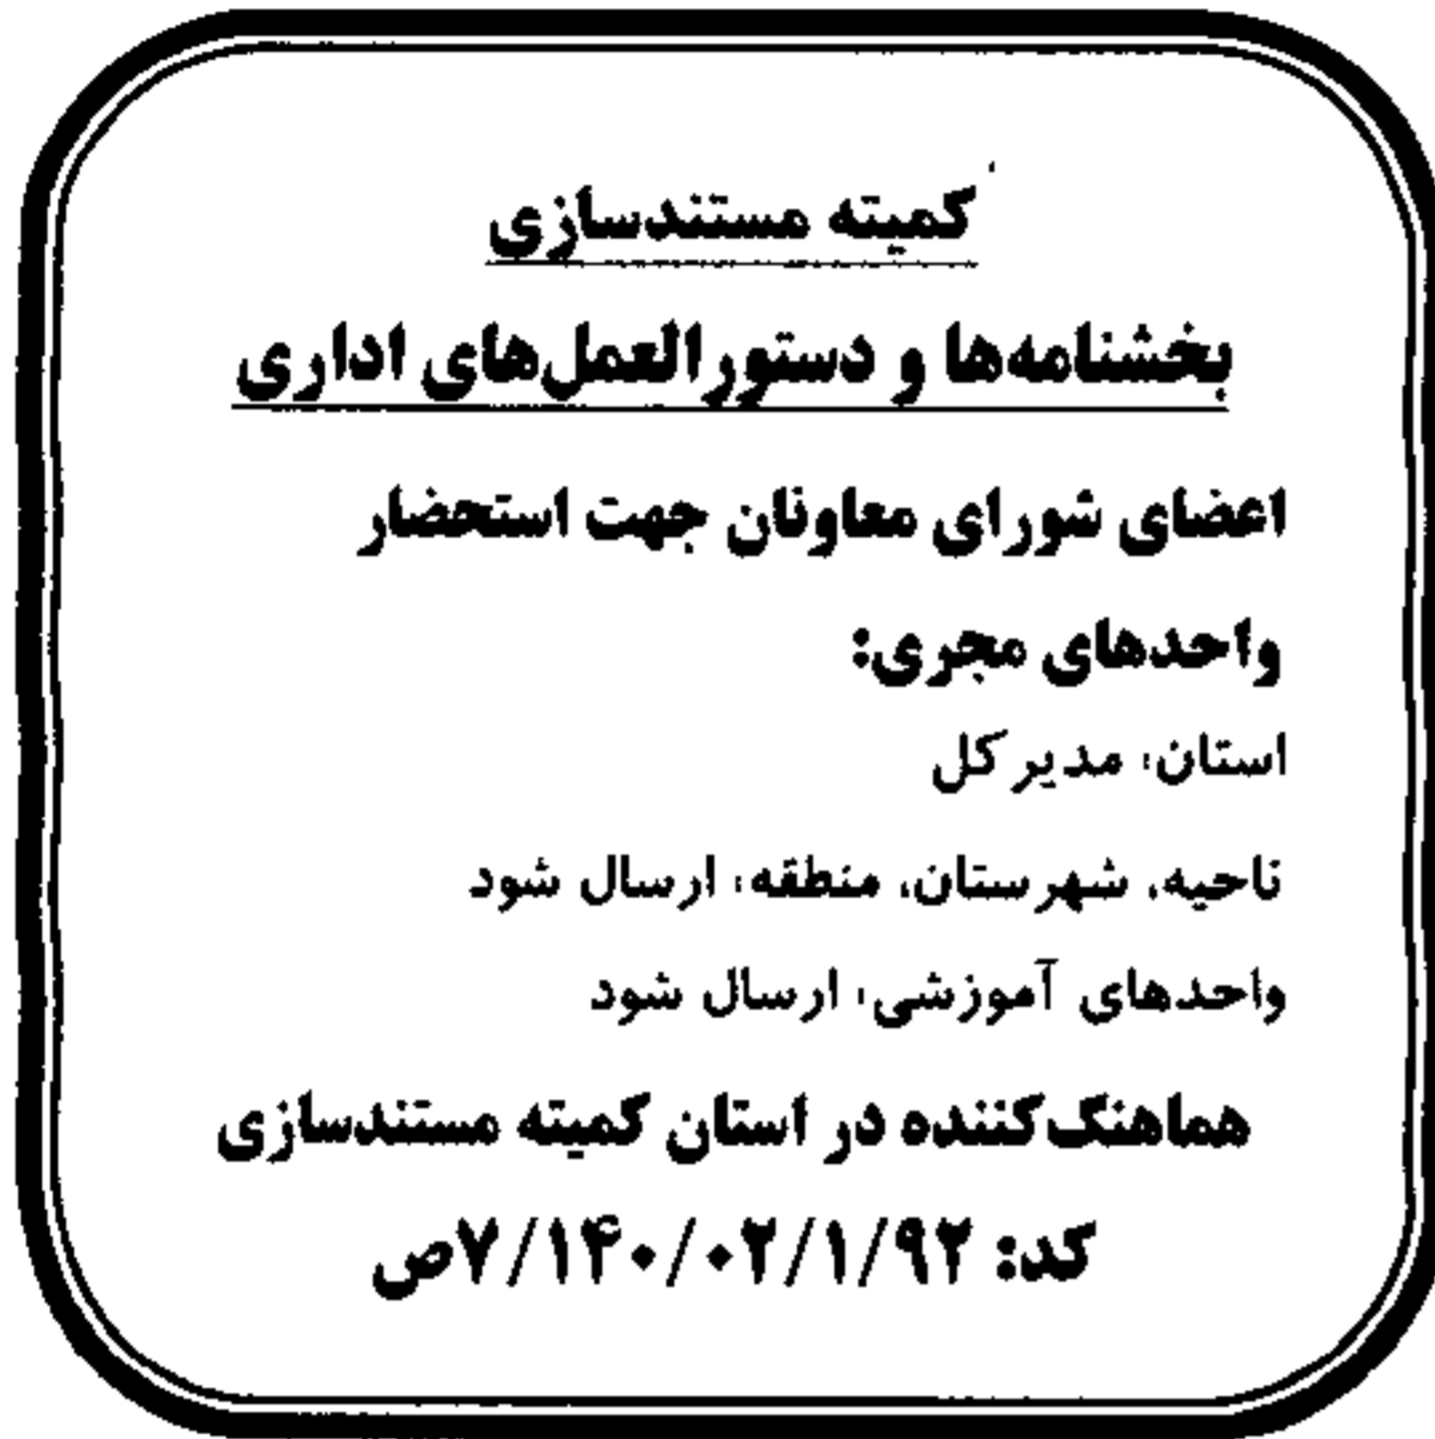 کمیته مستندسازی
بخشنامه‌ها و دستورالعمل‌های اداری
اعضای شورای معاونان جهت استحضار
واحدهای مجری:
استان: مدیر کل
ناحیه، شهرستان، منطقه: ارسال شود
واحدهای آموزشی: ارسال شود
هماهنگ‌کننده در استان کمیته مستندسازی
کد: ۷/۱۴۰/۰۲/۱/۹۲ص